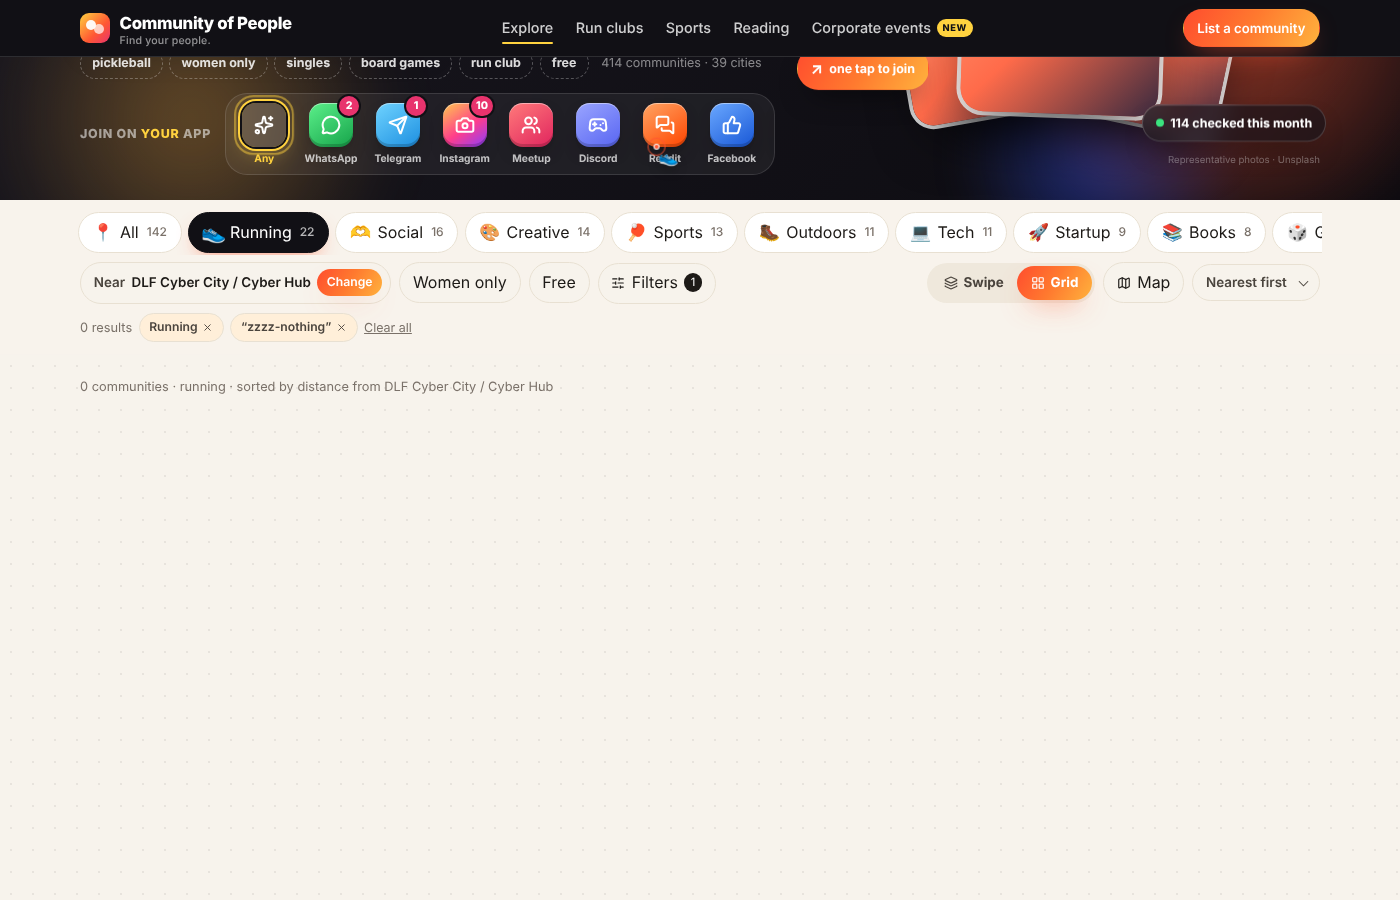 Community of People
Find your people.
Explore
Run clubs
Sports
Reading
Corporate events NEW
List a community
pickleball
women only
singles
board games
run club
free
414 communities · 39 cities
one tap to join
JOIN ON YOUR APP
2
1
10
Any
WhatsApp
Telegram
Instagram
Meetup
Discord
Facebook
114 checked this month
Representative photos · Unsplash
All 142
Running 22
Social 16
Creative 14
Sports 13
Outdoors 11
Tech 11
Startup 9
Books 8
Near DLF Cyber City / Cyber Hub Change
Women only
Free
Filters 1
Swipe
Grid
Map
Nearest first
0 results
Running ×
“zzzz-nothing” ×
Clear all
0 communities · running · sorted by distance from DLF Cyber City / Cyber Hub